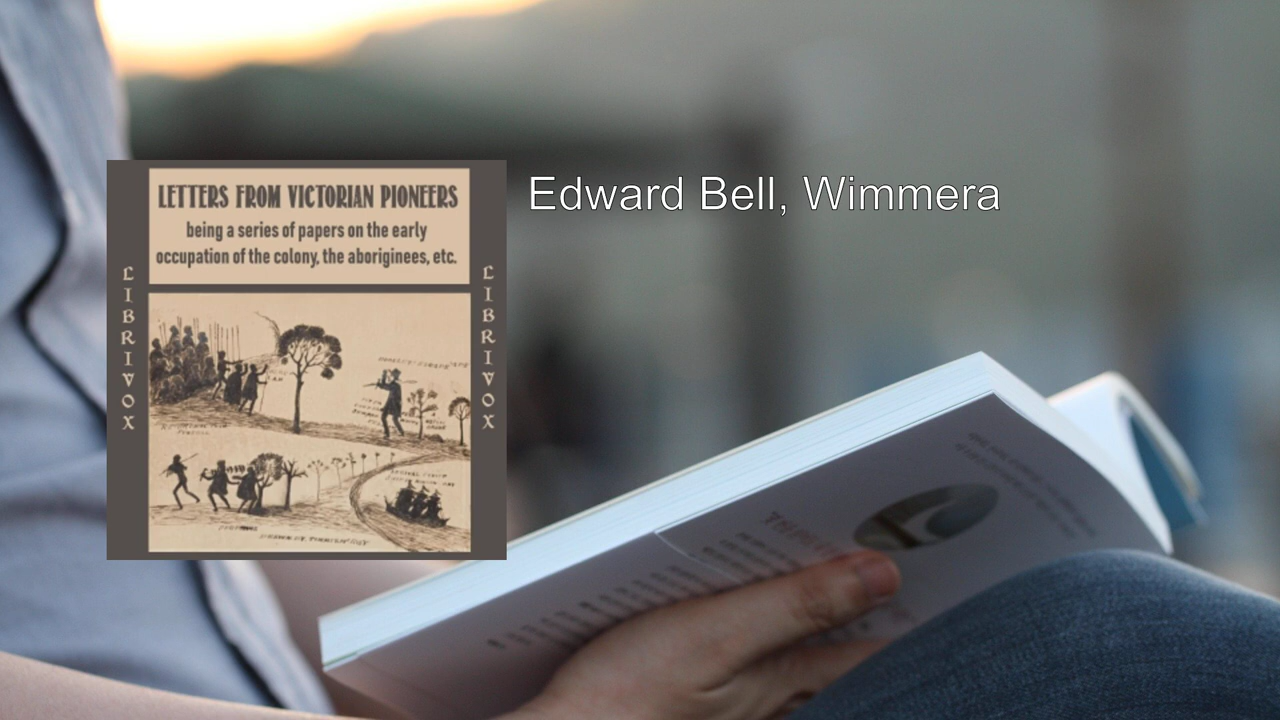 LETTERS FROM VICTORIAN PIONEERS
being a series of papers on the early
occupation of the colony, the aboriginees, etc.
LIBRIVOX
LIBRIVOX
Edward Bell, Wimmera